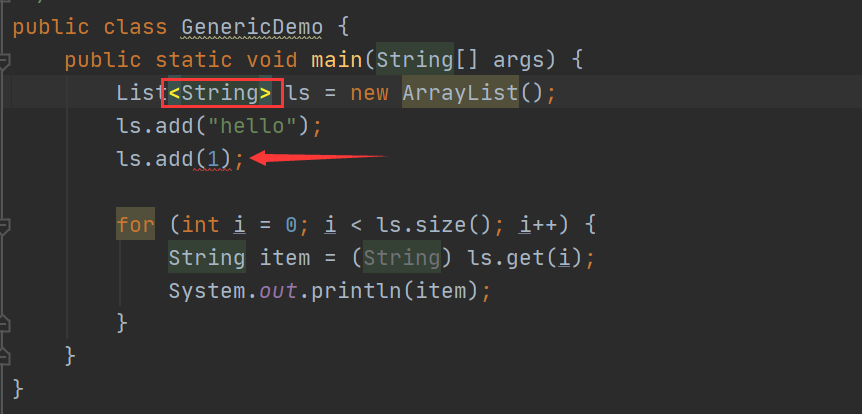 public class GenericDemo {
public static void main(String[] args) {
List<String> ls = new ArrayList();
ls.add("hello");
ls.add(1);
for (int i = 0; i < ls.size(); i++) {
String item = (String) ls.get(i);
System.out.println(item);
}
}
}